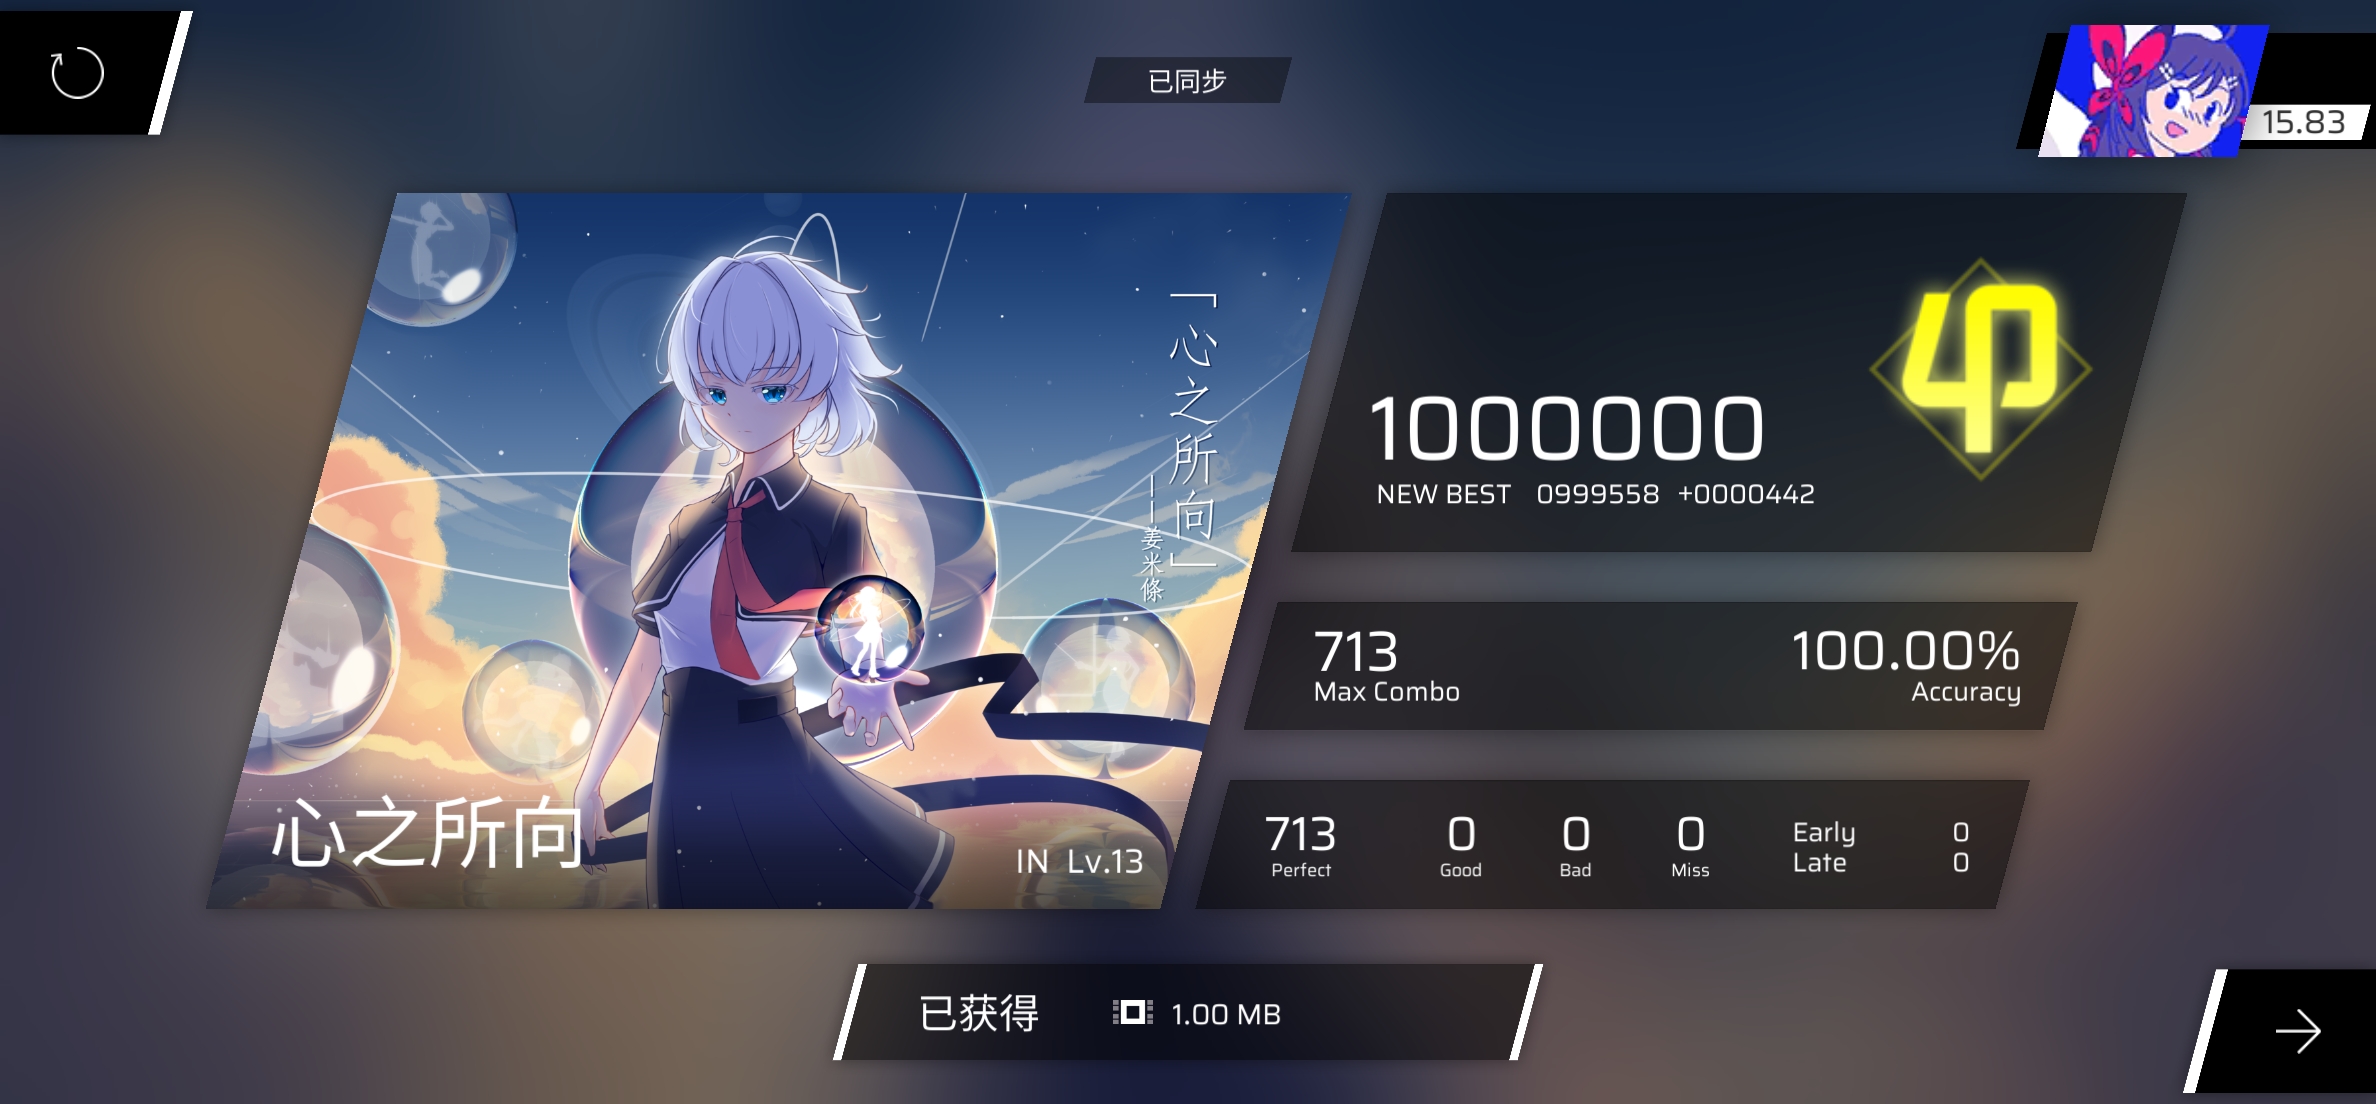 已同步
15.83
「心之所向」
——姜米條
心之所向
IN Lv.13
φ
1000000
NEW BEST 0999558 +0000442
713
Max Combo
100.00%
Accuracy
713 0 0 0
Perfect Good Bad Miss
Early 0
Late 0
已获得 1.00 MB